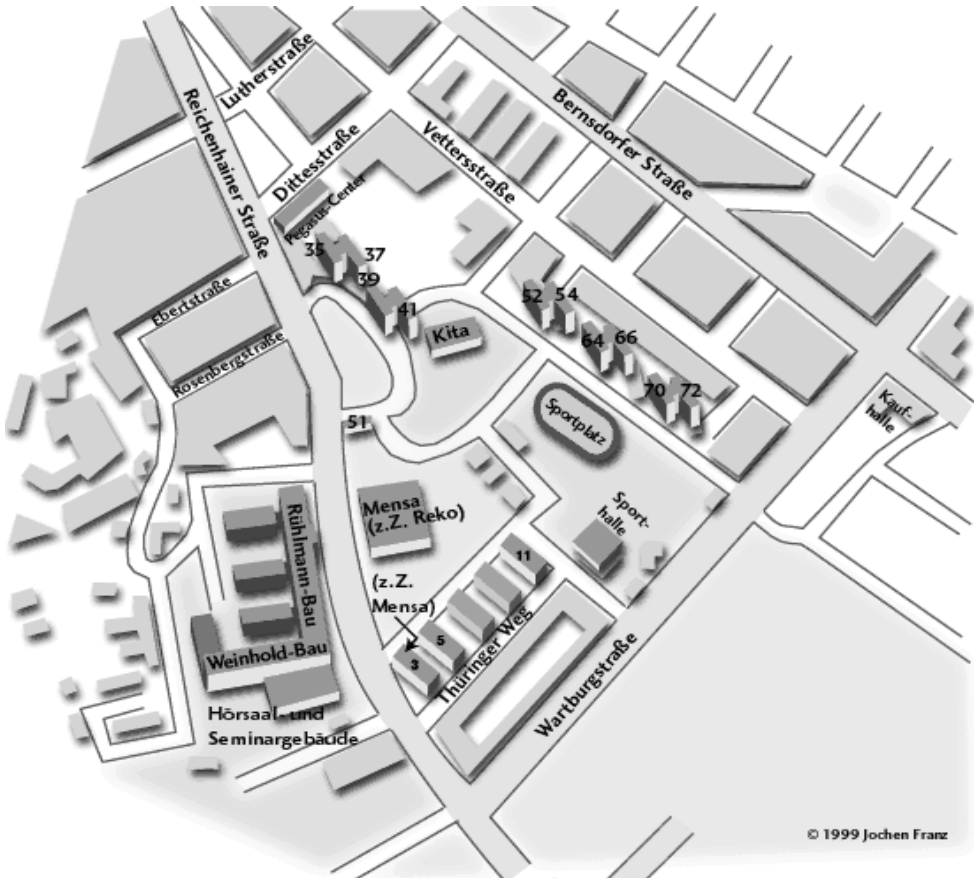 Lutherstraße
Reichenhainer Straße
Bernsdorfer Straße
Dittesstraße
Vettersstraße
Pegasus-Center
35
37
39
41
Ebertstraße
Kita
52
54
64
66
70
72
Rosenbergstraße
51
Sportplatz
Kauf-
halle
Mensa
(z.Z. Reko)
Sport-
halle
Rühlmann-Bau
11
(z.Z.
Mensa)
5
3
Thüringer Weg
Weinhold-Bau
Wartburgstraße
Hörsaal- und
Seminargebäude
© 1999 Jochen Franz